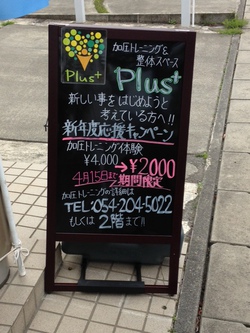 加圧トレーニング&
整体スペース
Plus+
Plus+
新しい事をはじめようと
考えている方へ!!
新年度応援キャンペーン
加圧トレーニング体験
¥4,000→¥2000
4月15日まで期間限定
加圧トレーニングの詳細は
TEL:054-204-5022
もしくは2階まで!!